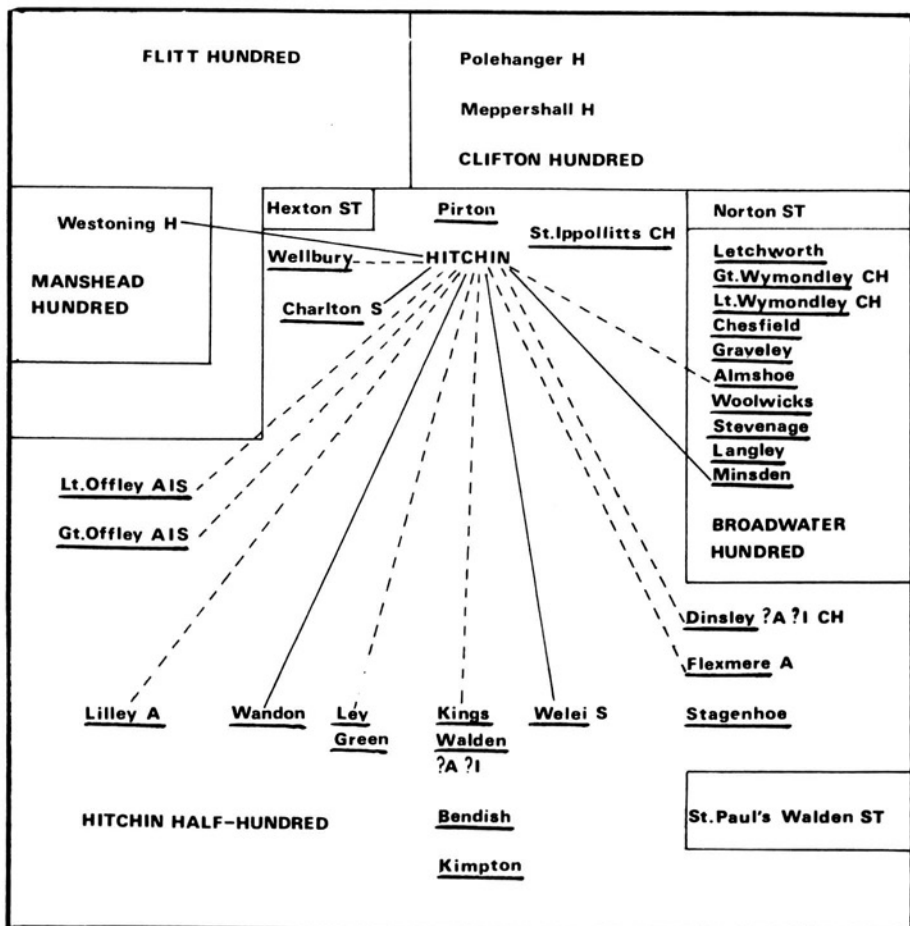 FLITT HUNDRED
Polehanger H
Meppershall H
CLIFTON HUNDRED
Westoning H
MANSHEAD
HUNDRED
Hexton ST
Pirton
St.Ippollitts CH
HITCHIN
Wellbury
Charlton S
Norton ST
Letchworth
Gt.Wymondley CH
Lt.Wymondley CH
Chesfield
Graveley
Almshoe
Woolwicks
Stevenage
Langley
Minsden
BROADWATER
HUNDRED
Lt.Offley AIS
Gt.Offley AIS
Dinsley ?A ?I CH
Flexmere A
Lilley A
Wandon
Ley
Green
Kings
Walden
?A ?I
Welei S
Stagenhoe
HITCHIN HALF-HUNDRED
Bendish
Kimpton
St.Paul's Walden ST